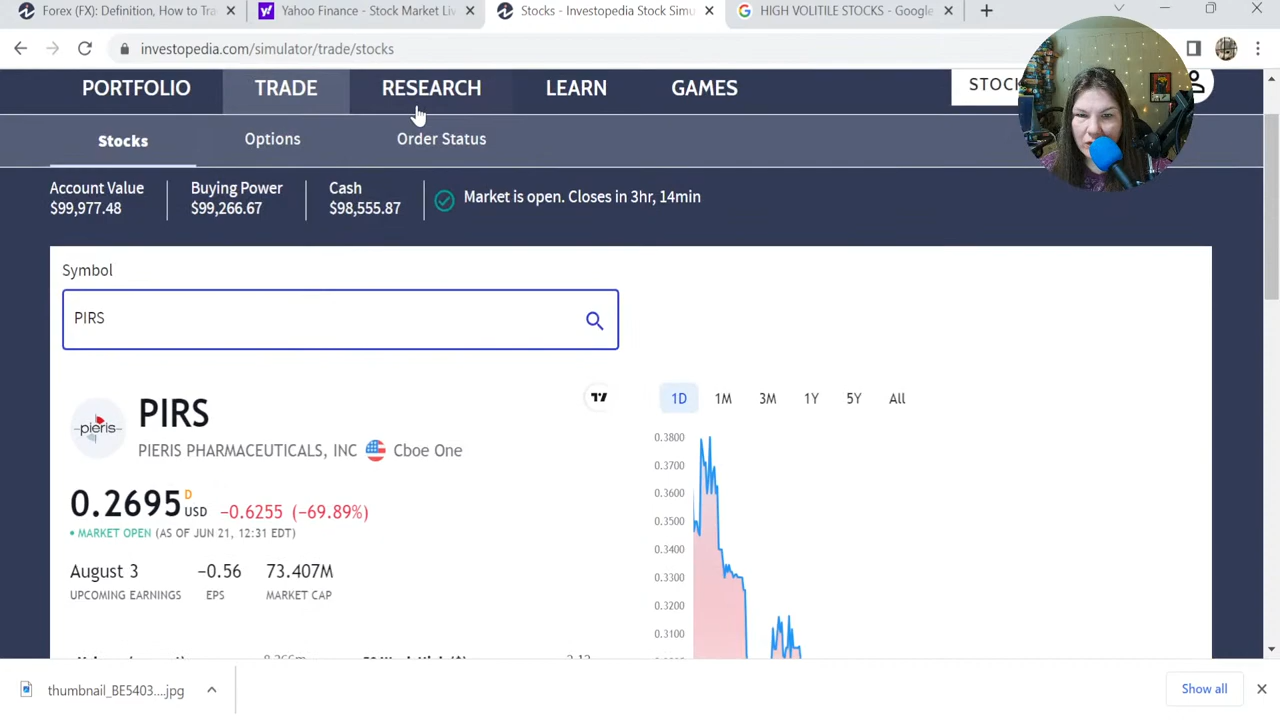 Forex (FX): Definition, How to Tra
Yahoo Finance - Stock Market Liv
Stocks - Investopedia Stock Simu
HIGH VOLITILE STOCKS - Google
investopedia.com/simulator/trade/stocks
PORTFOLIO
TRADE
RESEARCH
LEARN
GAMES
STOC
Stocks
Options
Order Status
Account Value
$99,977.48
Buying Power
$99,266.67
Cash
$98,555.87
Market is open. Closes in 3hr, 14min
Symbol
PIRS
pieris
PIRS
PIERIS PHARMACEUTICALS, INC
Cboe One
0.2695 D USD −0.6255 (−69.89%)
• MARKET OPEN (AS OF JUN 21, 12:31 EDT)
August 3
UPCOMING EARNINGS
−0.56
EPS
73.407M
MARKET CAP
1D
1M
3M
1Y
5Y
All
0.3800
0.3700
0.3600
0.3500
0.3400
0.3300
0.3200
0.3100
thumbnail_BE5403....jpg
Show all